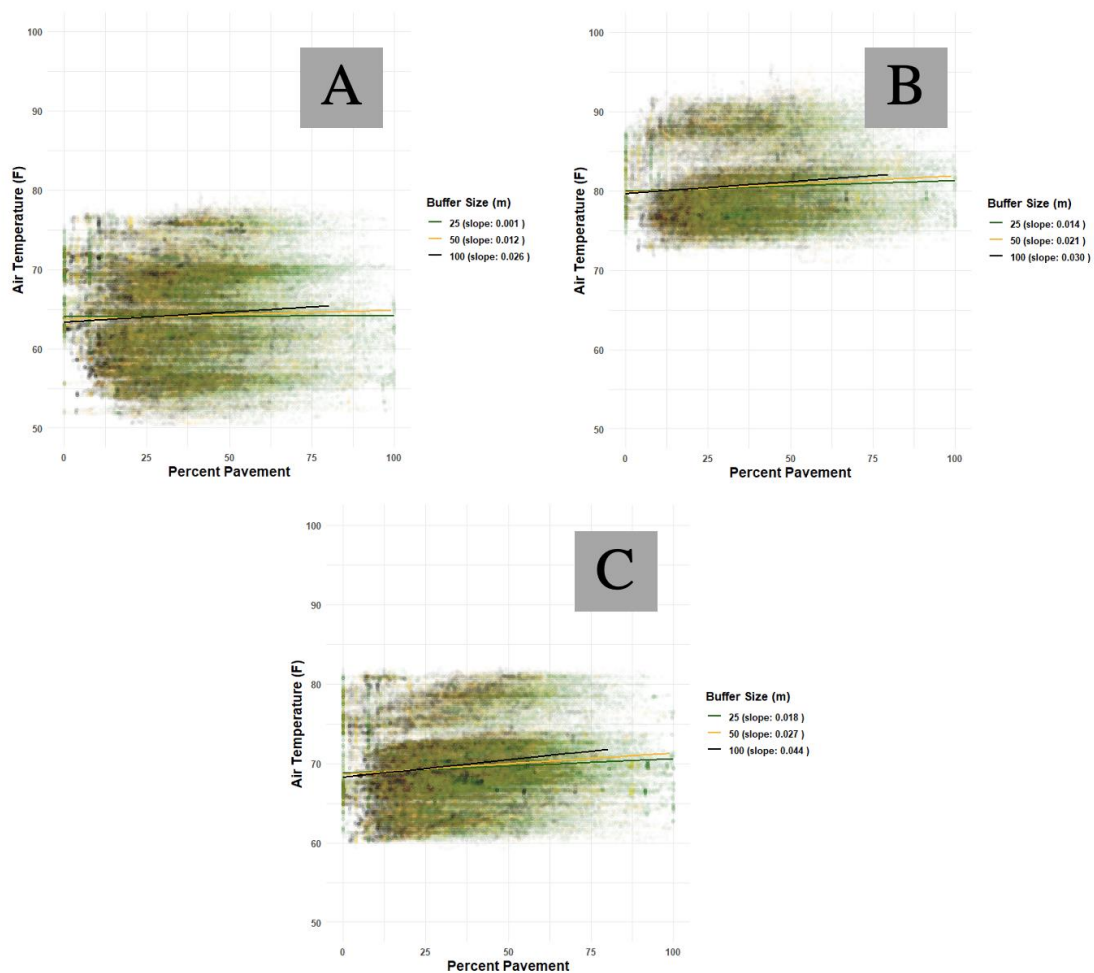 A
100
90
80
70
60
50
Air Temperature (F)
0
25
50
75
100
Percent Pavement
Buffer Size (m)
25 (slope: 0.001 )
50 (slope: 0.012 )
100 (slope: 0.026 )
B
100
90
80
70
60
50
Air Temperature (F)
0
25
50
75
100
Percent Pavement
Buffer Size (m)
25 (slope: 0.014 )
50 (slope: 0.021 )
100 (slope: 0.030 )
C
100
90
80
70
60
50
Air Temperature (F)
0
25
50
75
100
Percent Pavement
Buffer Size (m)
25 (slope: 0.018 )
50 (slope: 0.027 )
100 (slope: 0.044 )